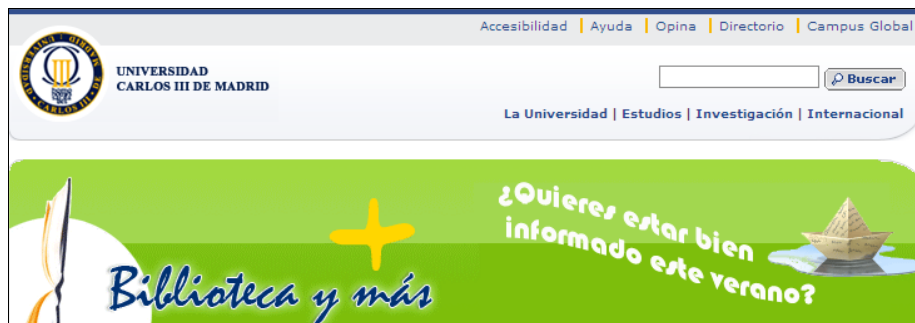 Accesibilidad | Ayuda | Opina | Directorio | Campus Global
UNIVERSIDAD
CARLOS III DE MADRID
Buscar
La Universidad | Estudios | Investigación | Internacional
¿Quieres estar bien
informado este verano?
Biblioteca y más